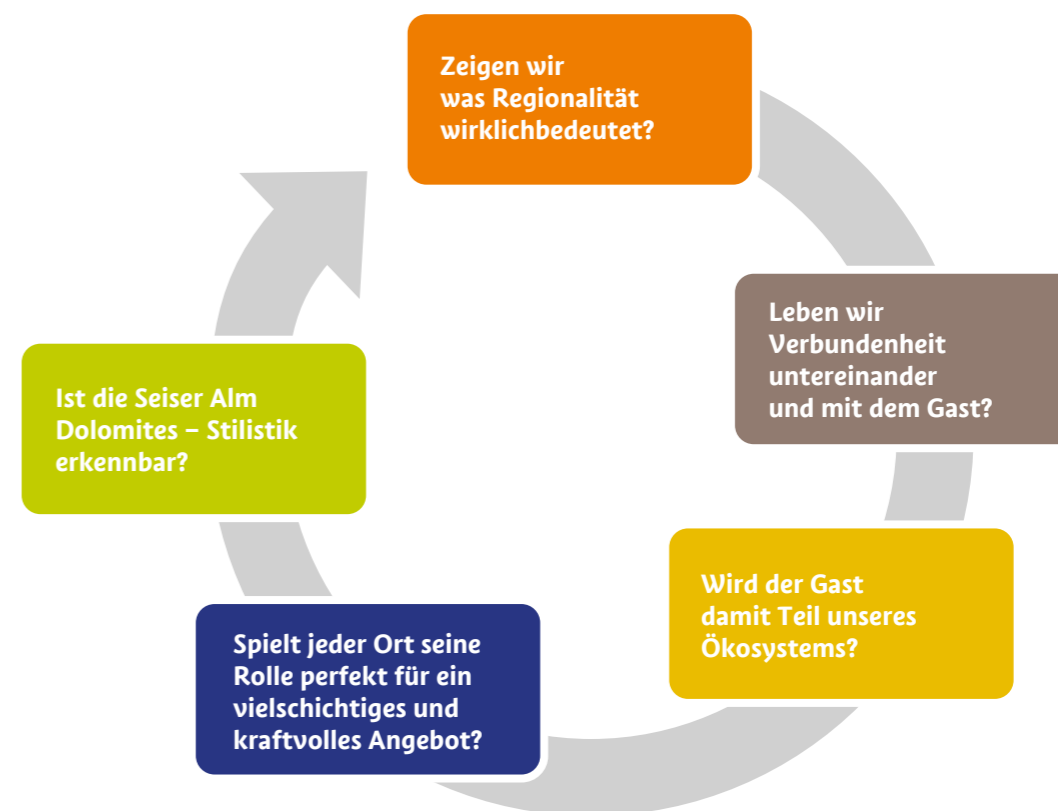 Zeigen wir
was Regionalität
wirklichbedeutet?
Leben wir
Verbundenheit
untereinander
und mit dem Gast?
Wird der Gast
damit Teil unseres
Ökosystems?
Spielt jeder Ort seine
Rolle perfekt für ein
vielschichtiges und
kraftvolles Angebot?
Ist die Seiser Alm
Dolomites – Stilistik
erkennbar?